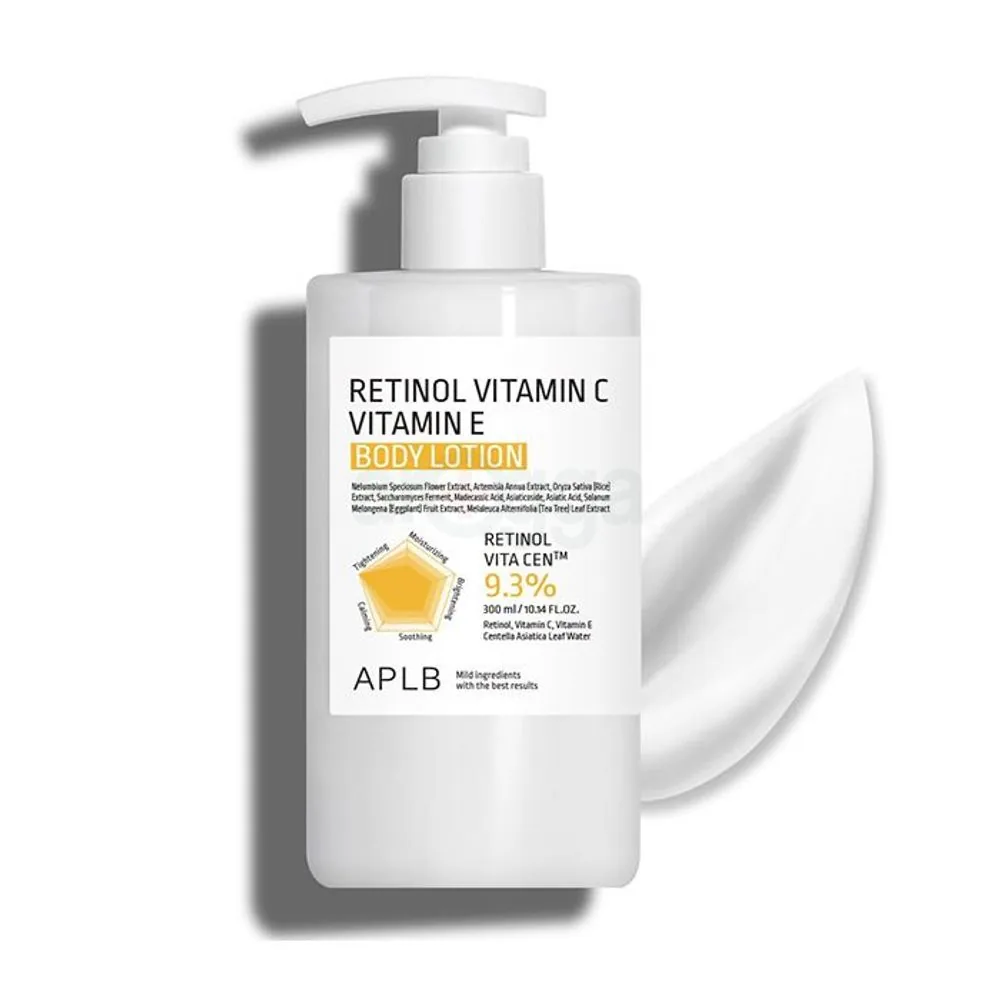 RETINOL VITAMIN C
VITAMIN E
BODY LOTION
Nelumbium Speciosum Flower Extract, Artemisia Annua Extract, Oryza Sativa (Rice)
Extract, Saccharomyces Ferment, Madecassic Acid, Asiaticoside, Asiatic Acid, Solanum
Melongena (Eggplant) Fruit Extract, Melaleuca Alternifolia (Tea Tree) Leaf Extract
Tightening
Moisturizing
Brightening
Soothing
Calming
RETINOL
VITA CEN™
9.3%
300 ml / 10.14 FL.OZ.
Retinol, Vitamin C, Vitamin E
Centella Asiatica Leaf Water
APLB
Mild ingredients
with the best results